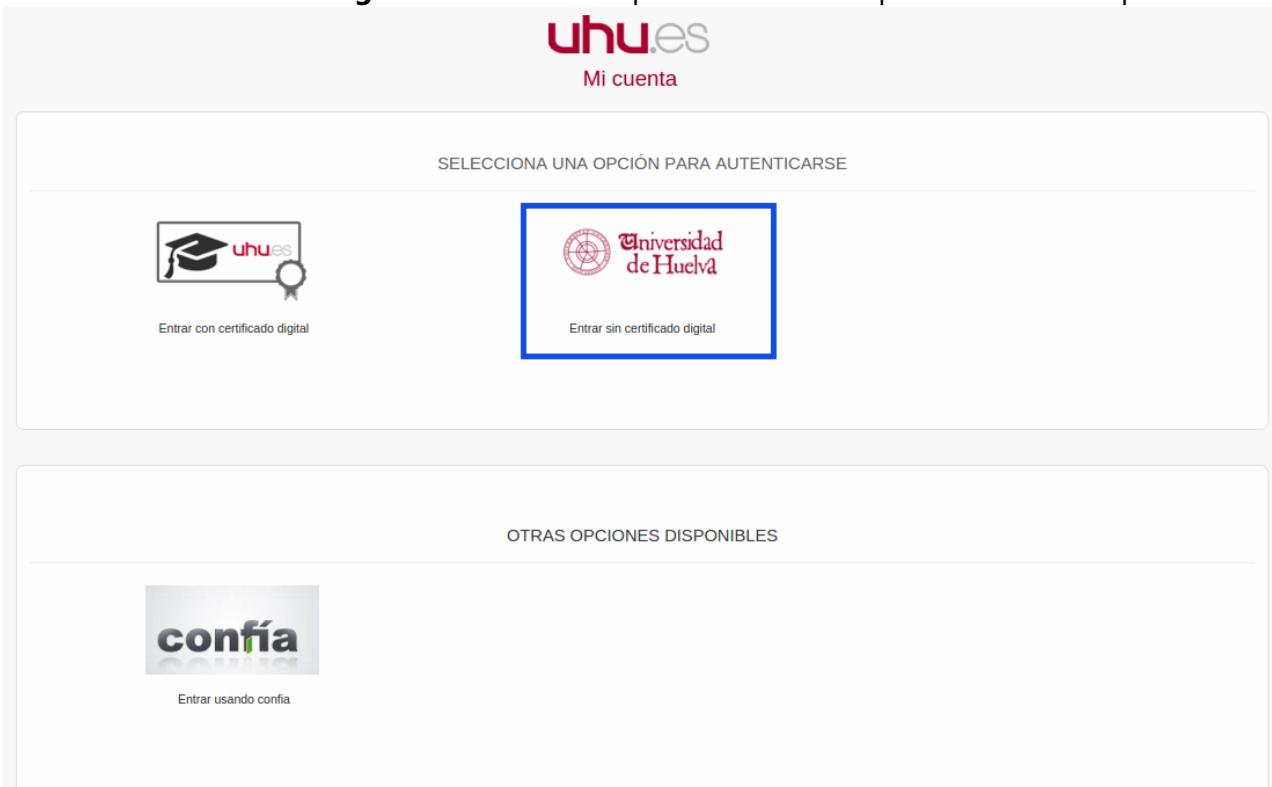 uhu.es
Mi cuenta
SELECCIONA UNA OPCIÓN PARA AUTENTICARSE
uhu.es
Universidad
de Huelva
Entrar con certificado digital
Entrar sin certificado digital
OTRAS OPCIONES DISPONIBLES
confía
Entrar usando confia